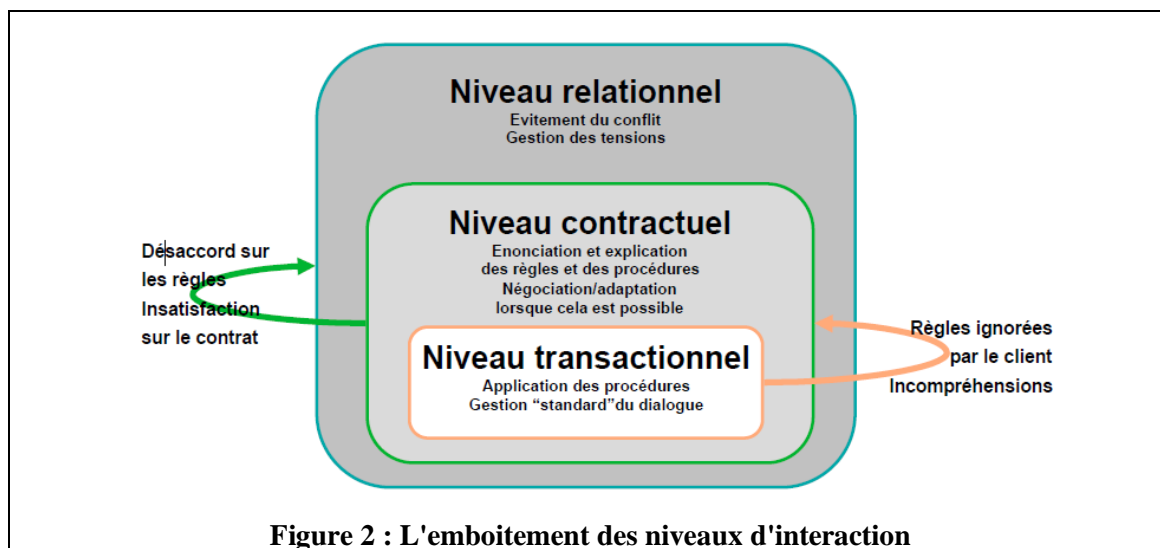 Niveau relationnel
Evitement du conflit
Gestion des tensions
Niveau contractuel
Enonciation et explication
des règles et des procédures
Négociation/adaptation
lorsque cela est possible
Niveau transactionnel
Application des procédures
Gestion “standard”du dialogue
Désaccord sur
les règles
Insatisfaction
sur le contrat
Règles ignorées
par le client
Incompréhensions
Figure 2 : L'emboitement des niveaux d'interaction